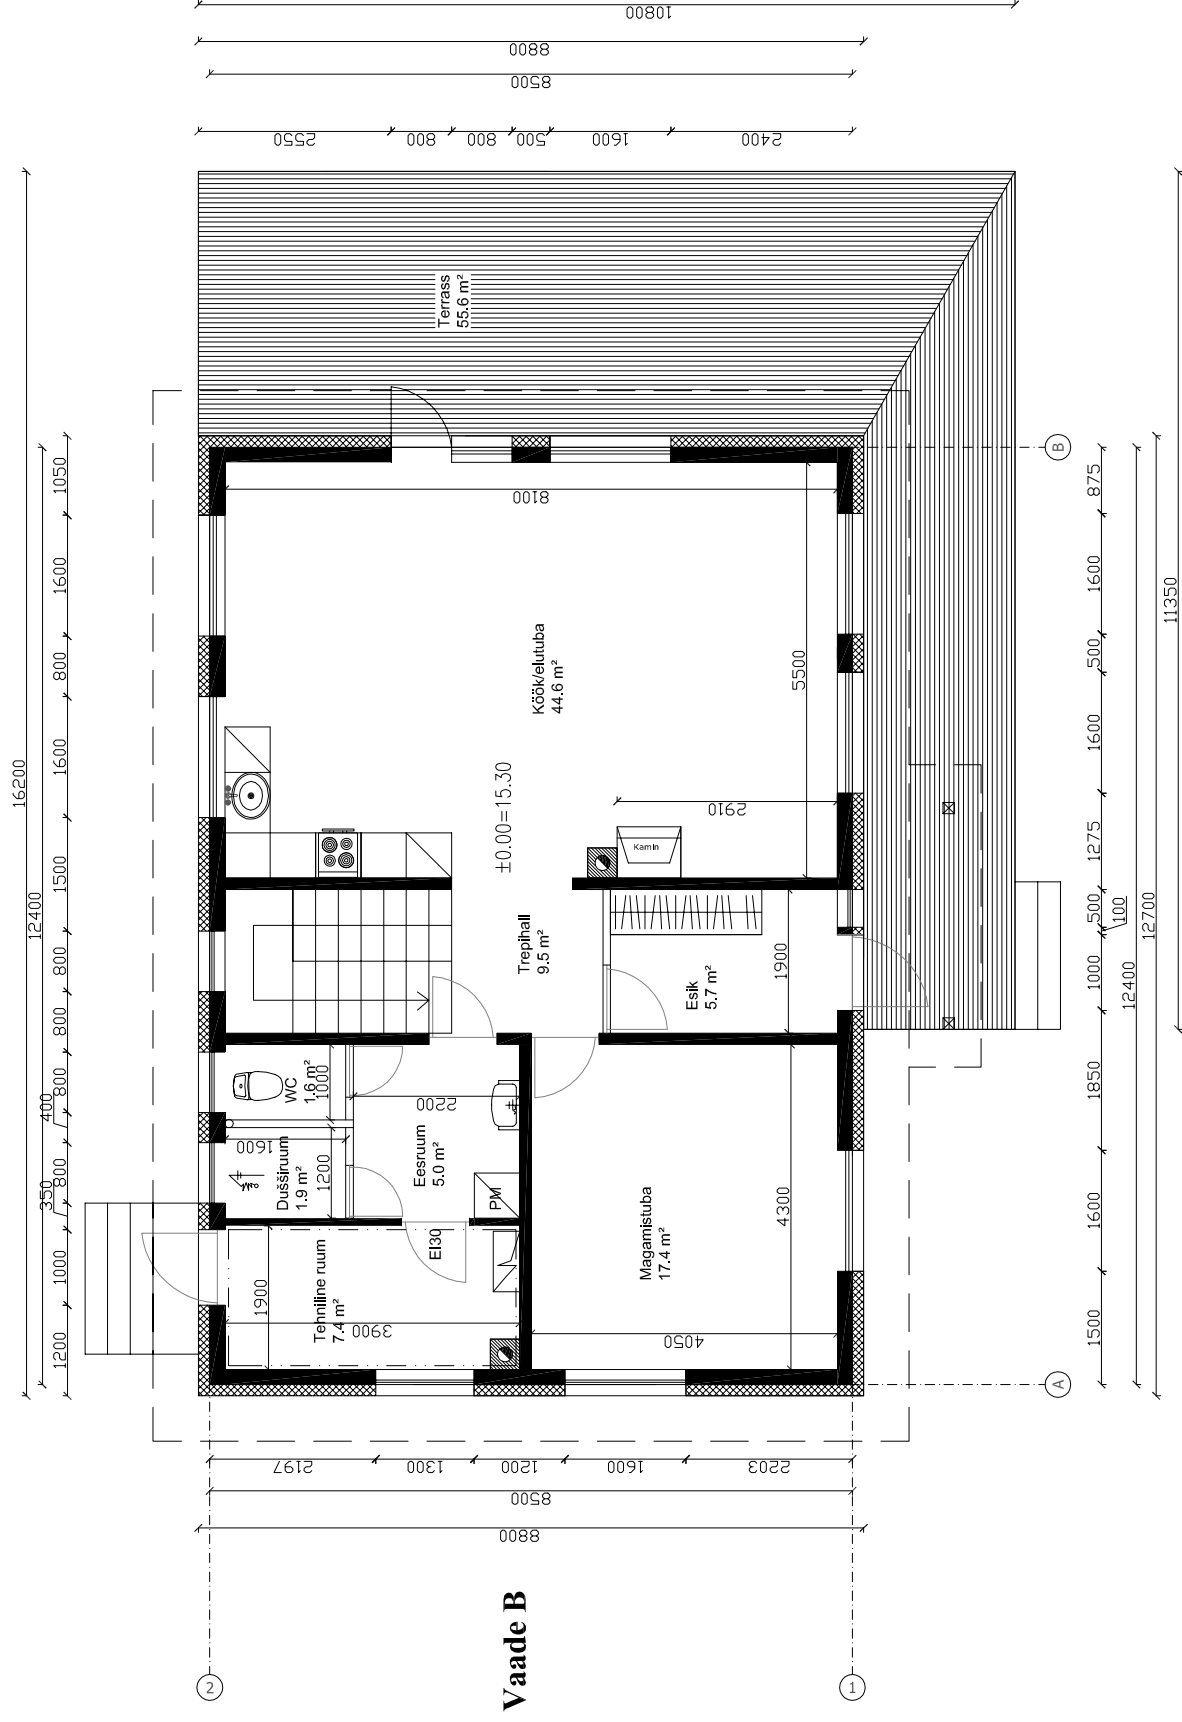 10800
8800
8500
2550
800
800
500
1600
2400
16200
12400
1050
1600
800
1600
1500
800
800
800
400
800
350
1000
1200
Terrass
55.6 m²
8100
Köök/elutuba
44.6 m²
5500
±0.00=15.30
2910
Kamin
Trepihall
9.5 m²
Esik
5.7 m²
1900
WC
1.6 m²
1000
2200
1600
Dušširuum
1.9 m²
1200
Eesruum
5.0 m²
PM
EI30
Tehniline ruum
7.4 m²
1900
3900
Magamistuba
17.4 m²
4300
4050
B
875
1600
500
1600
1275
500
100
1000
1850
1600
1500
12400
12700
11350
A
2197
1300
1200
1600
2203
8500
8800
Vaade B
2
1